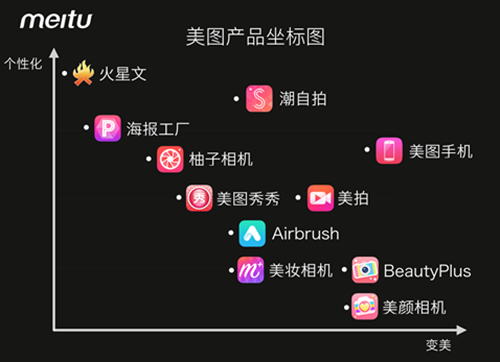 meitu
美图产品坐标图
个性化
火星文
潮自拍
海报工厂
美图手机
柚子相机
秀 美图秀秀
美拍
Airbrush
美妆相机
BeautyPlus
美颜相机
变美